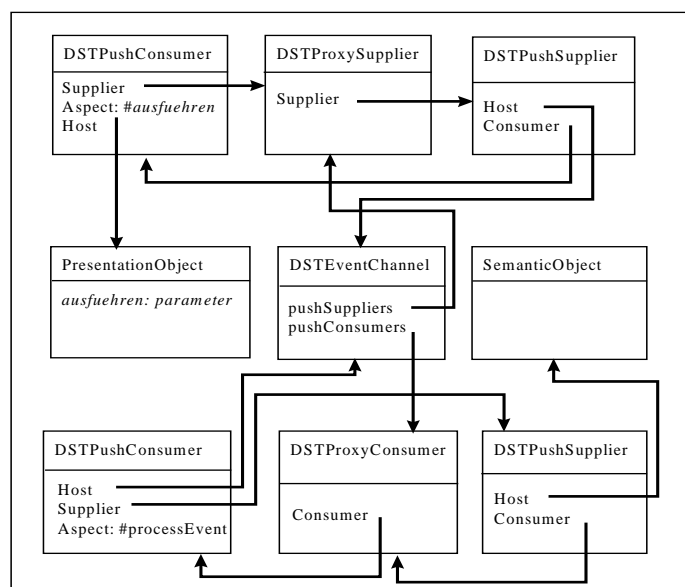 DSTPushConsumer
Supplier
Aspect: #ausfuehren
Host
DSTProxySupplier
Supplier
DSTPushSupplier
Host
Consumer
PresentationObject
ausfuehren: parameter
DSTEventChannel
pushSuppliers
pushConsumers
SemanticObject
DSTPushConsumer
Host
Supplier
Aspect: #processEvent
DSTProxyConsumer
Consumer
DSTPushSupplier
Host
Consumer